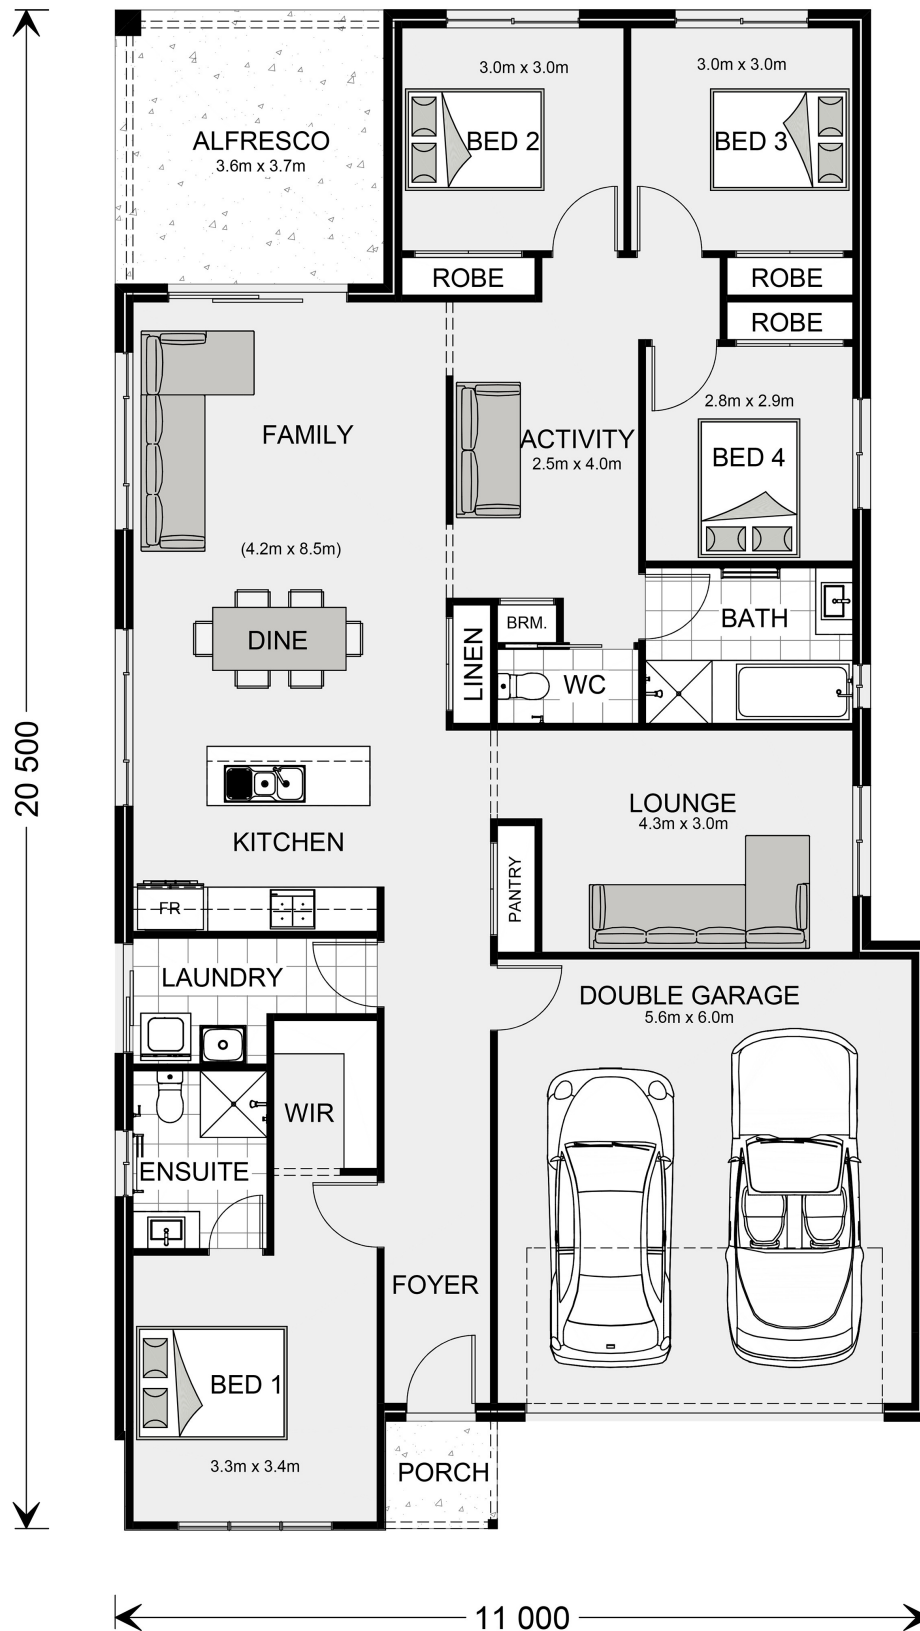 3.0m x 3.0m
3.0m x 3.0m
ALFRESCO
3.6m x 3.7m
BED 2
BED 3
ROBE
ROBE
ROBE
2.8m x 2.9m
FAMILY
ACTIVITY
2.5m x 4.0m
BED 4
(4.2m x 8.5m)
DINE
LINEN
BRM.
BATH
WC
20 500
LOUNGE
4.3m x 3.0m
KITCHEN
PANTRY
FR
LAUNDRY
DOUBLE GARAGE
5.6m x 6.0m
WIR
ENSUITE
FOYER
BED 1
3.3m x 3.4m
PORCH
11 000